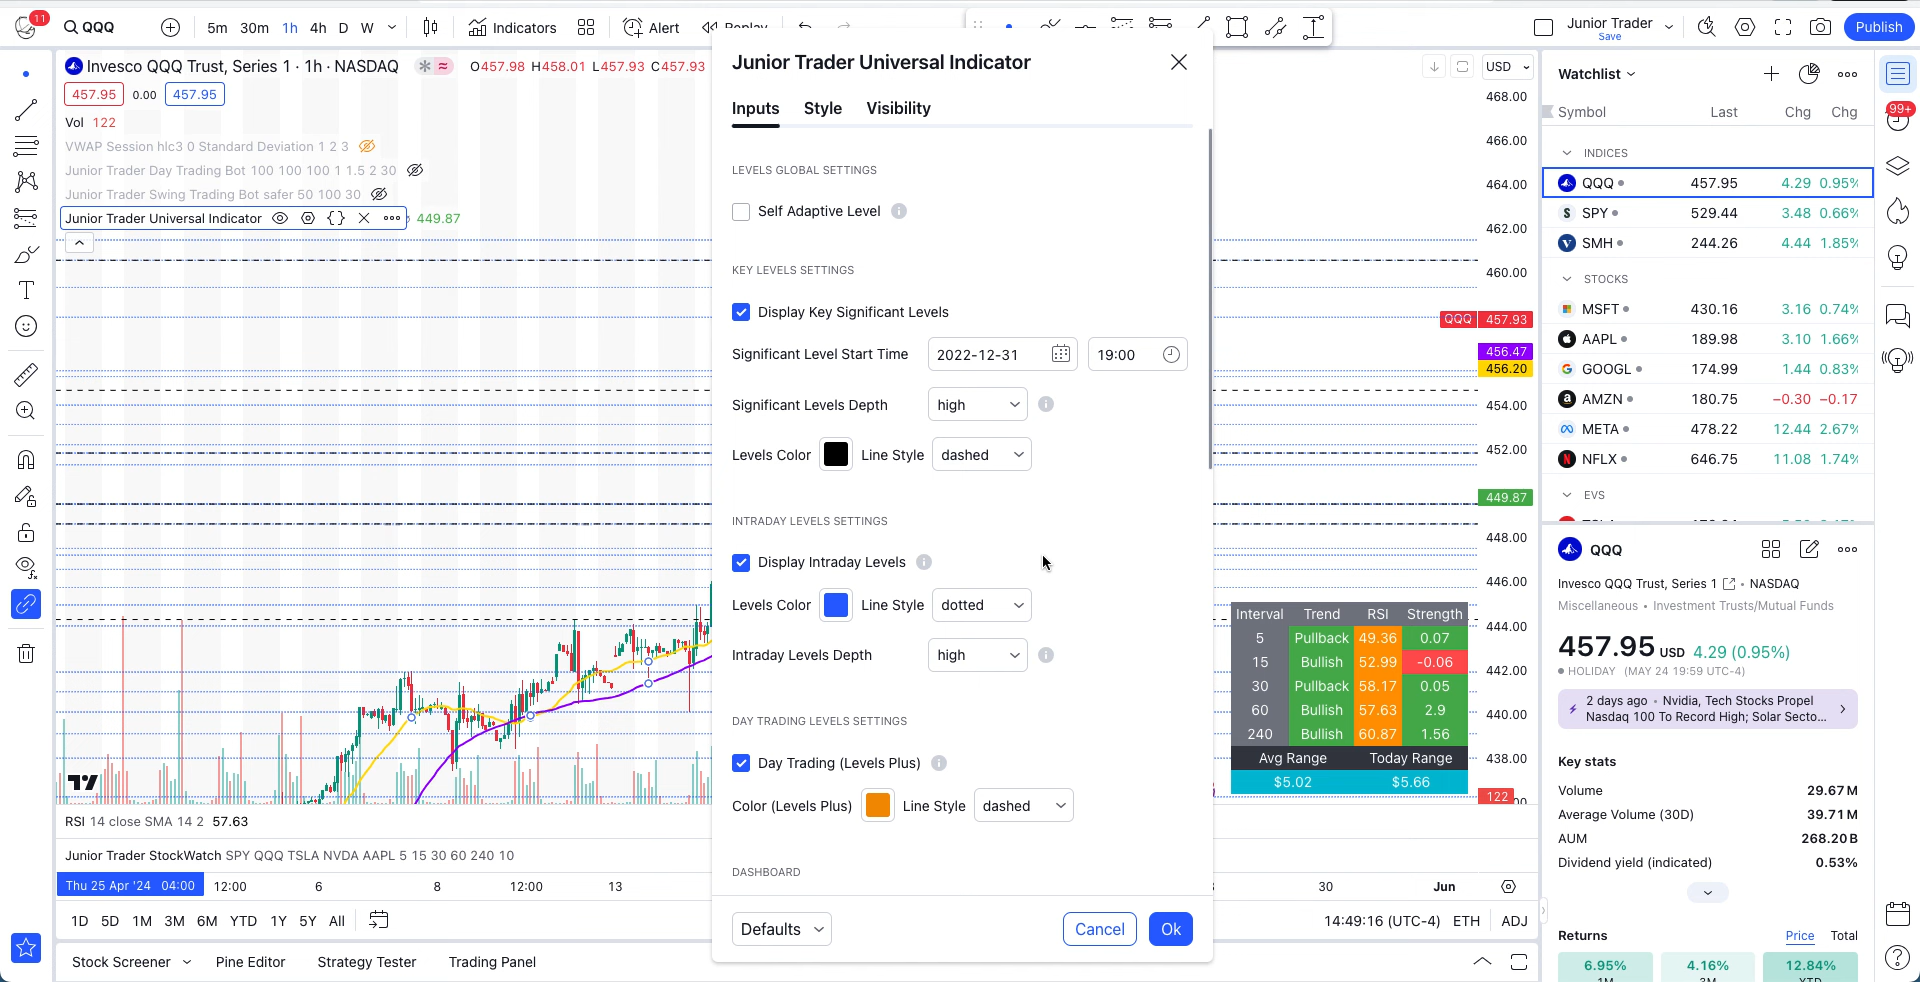 11
QQQ
5m 30m 1h 4h D W
Indicators
Alert
Replay
Junior Trader
Save
Publish
Invesco QQQ Trust, Series 1 · 1h · NASDAQ
O457.98 H458.01 L457.93 C457.93
457.95 0.00 457.95
Vol 122
VWAP Session hlc3 0 Standard Deviation 1 2 3
Junior Trader Day Trading Bot 100 100 100 1 1.5 2 30
Junior Trader Swing Trading Bot safer 50 100 30
Junior Trader Universal Indicator
449.87
Junior Trader Universal Indicator
Inputs Style Visibility
LEVELS GLOBAL SETTINGS
Self Adaptive Level
KEY LEVELS SETTINGS
Display Key Significant Levels
Significant Level Start Time 2022-12-31 19:00
Significant Levels Depth high
Levels Color Line Style dashed
INTRADAY LEVELS SETTINGS
Display Intraday Levels
Levels Color Line Style dotted
Intraday Levels Depth high
DAY TRADING LEVELS SETTINGS
Day Trading (Levels Plus)
Color (Levels Plus) Line Style dashed
DASHBOARD
Defaults
Cancel
Ok
USD
468.00
466.00
464.00
462.00
460.00
QQQ 457.93
456.47
456.20
454.00
452.00
449.87
448.00
446.00
444.00
442.00
440.00
438.00
122
Interval Trend RSI Strength
5 Pullback 49.36 0.07
15 Bullish 52.99 -0.06
30 Pullback 58.17 0.05
60 Bullish 57.63 2.9
240 Bullish 60.87 1.56
Avg Range Today Range
$5.02 $5.66
RSI 14 close SMA 14 2 57.63
Junior Trader StockWatch SPY QQQ TSLA NVDA AAPL 5 15 30 60 240 10
Thu 25 Apr '24 04:00 12:00 6 8 12:00 13 30 Jun
1D 5D 1M 3M 6M YTD 1Y 5Y All
14:49:16 (UTC-4) ETH ADJ
Stock Screener Pine Editor Strategy Tester Trading Panel
Watchlist
Symbol Last Chg Chg
INDICES
QQQ 457.95 4.29 0.95%
SPY 529.44 3.48 0.66%
SMH 244.26 4.44 1.85%
STOCKS
MSFT 430.16 3.16 0.74%
AAPL 189.98 3.10 1.66%
GOOGL 174.99 1.44 0.83%
AMZN 180.75 −0.30 −0.17
META 478.22 12.44 2.67%
NFLX 646.75 11.08 1.74%
EVS
QQQ
Invesco QQQ Trust, Series 1 • NASDAQ
Miscellaneous • Investment Trusts/Mutual Funds
457.95 USD 4.29 (0.95%)
HOLIDAY (MAY 24 19:59 UTC-4)
2 days ago • Nvidia, Tech Stocks Propel
Nasdaq 100 To Record High; Solar Secto...
Key stats
Volume 29.67M
Average Volume (30D) 39.71M
AUM 268.20B
Dividend yield (indicated) 0.53%
Returns Price Total
6.95% 4.16% 12.84%
99+